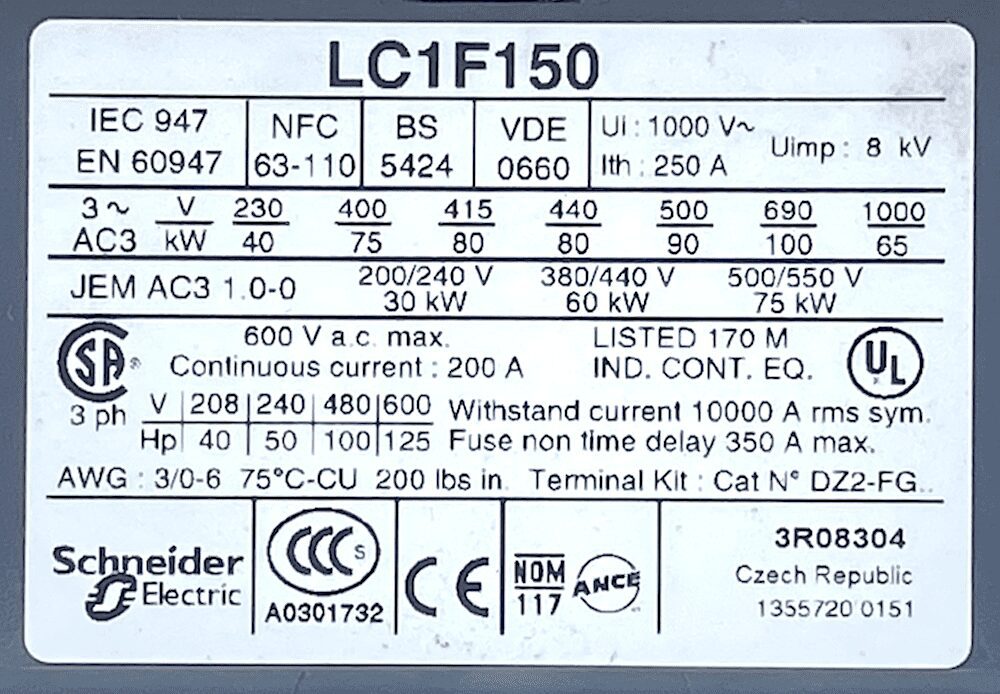 LC1F150
IEC 947
EN 60947
NFC
63-110
BS
5424
VDE
0660
Ui : 1000 V~
Ith : 250 A
Uimp : 8 kV
3~ V 230 400 415 440 500 690 1000
AC3 kW 40 75 80 80 90 100 65
JEM AC3 1.0-0
200/240 V
30 kW
380/440 V
60 kW
500/550 V
75 kW
SA ®
600 V a.c. max.
Continuous current : 200 A
LISTED 170 M
IND. CONT. EQ.
UL
3 ph
V 208 240 480 600
Hp 40 50 100 125
Withstand current 10000 A rms sym.
Fuse non time delay 350 A max.
AWG : 3/0-6 75°C-CU 200 lbs in. Terminal Kit : Cat N° DZ2-FG..
Schneider
Electric
CCC S
A0301732
CE
NOM
117
ANCE
3R08304
Czech Republic
1355720 0151